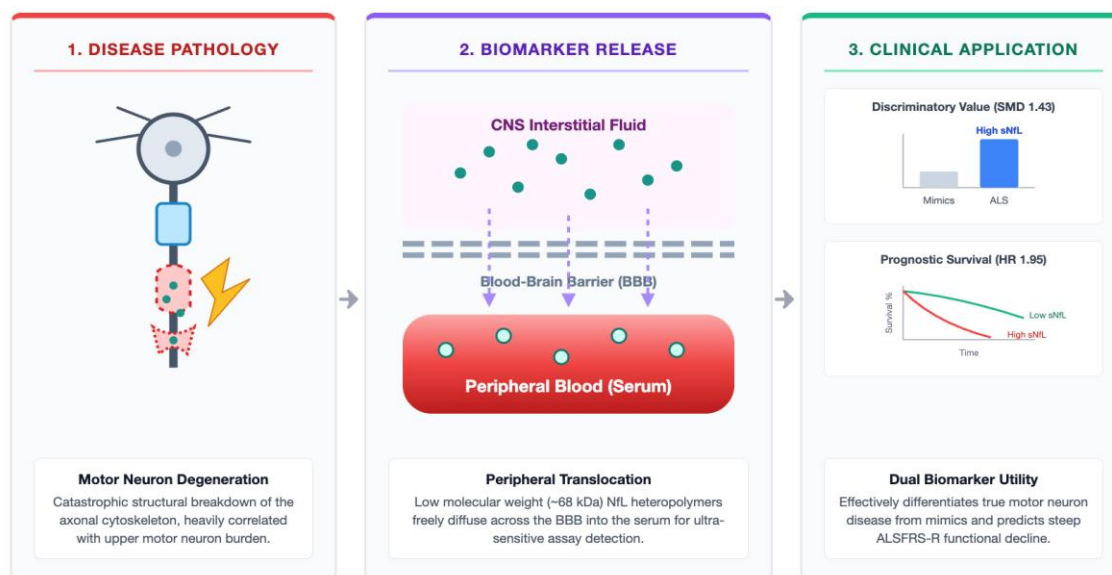 1. DISEASE PATHOLOGY
Motor Neuron Degeneration
Catastrophic structural breakdown of the
axonal cytoskeleton, heavily correlated
with upper motor neuron burden.
2. BIOMARKER RELEASE
CNS Interstitial Fluid
Blood-Brain Barrier (BBB)
Peripheral Blood (Serum)
Peripheral Translocation
Low molecular weight (~68 kDa) NfL heteropolymers
freely diffuse across the BBB into the serum for ultra-
sensitive assay detection.
3. CLINICAL APPLICATION
Discriminatory Value (SMD 1.43)
High sNfL
Mimics
ALS
Prognostic Survival (HR 1.95)
Survival %
Low sNfL
High sNfL
Time
Dual Biomarker Utility
Effectively differentiates true motor neuron
disease from mimics and predicts steep
ALSFRS-R functional decline.